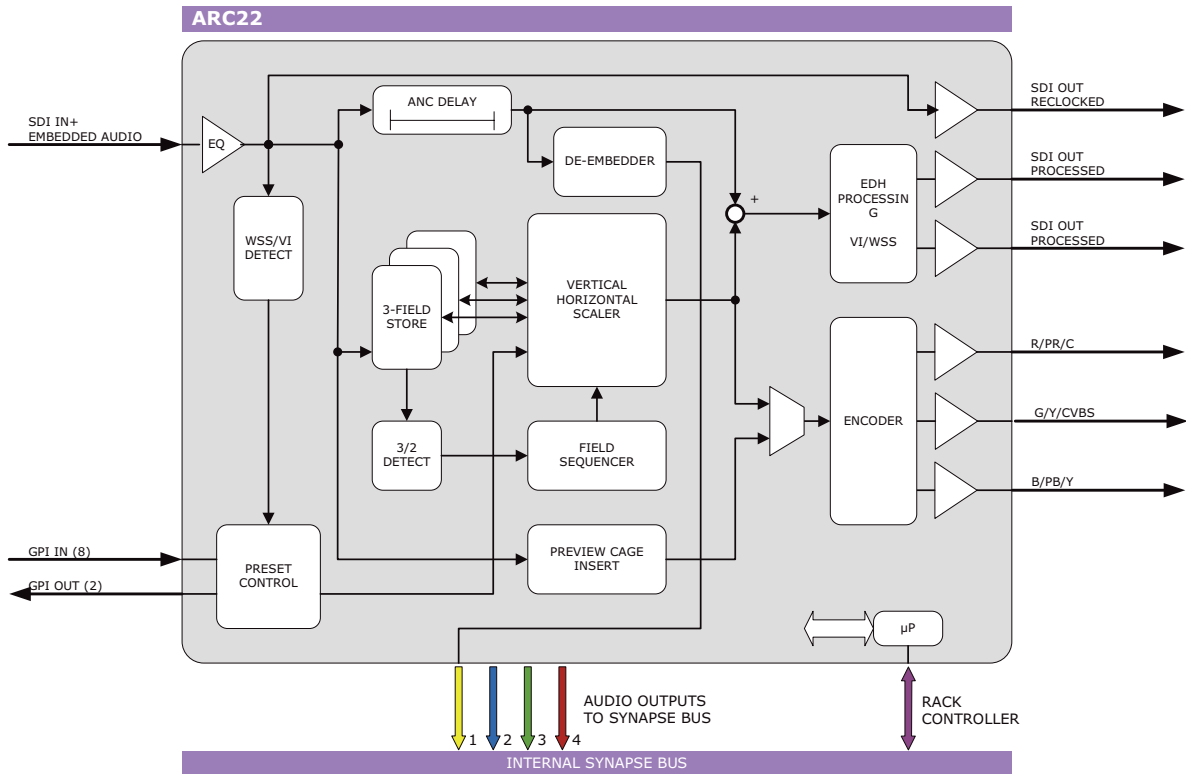 ARC22
SDI IN+
EMBEDDED AUDIO
EQ
ANC DELAY
DE-EMBEDDER
WSS/VI
DETECT
3-FIELD
STORE
VERTICAL
HORIZONTAL
SCALER
+
EDH
PROCESSIN
G
VI/WSS
SDI OUT
RECLOCKED
SDI OUT
PROCESSED
SDI OUT
PROCESSED
3/2
DETECT
FIELD
SEQUENCER
ENCODER
R/PR/C
G/Y/CVBS
B/PB/Y
GPI IN (8)
GPI OUT (2)
PRESET
CONTROL
PREVIEW CAGE
INSERT
µP
1
2
3
4
AUDIO OUTPUTS
TO SYNAPSE BUS
RACK
CONTROLLER
INTERNAL SYNAPSE BUS